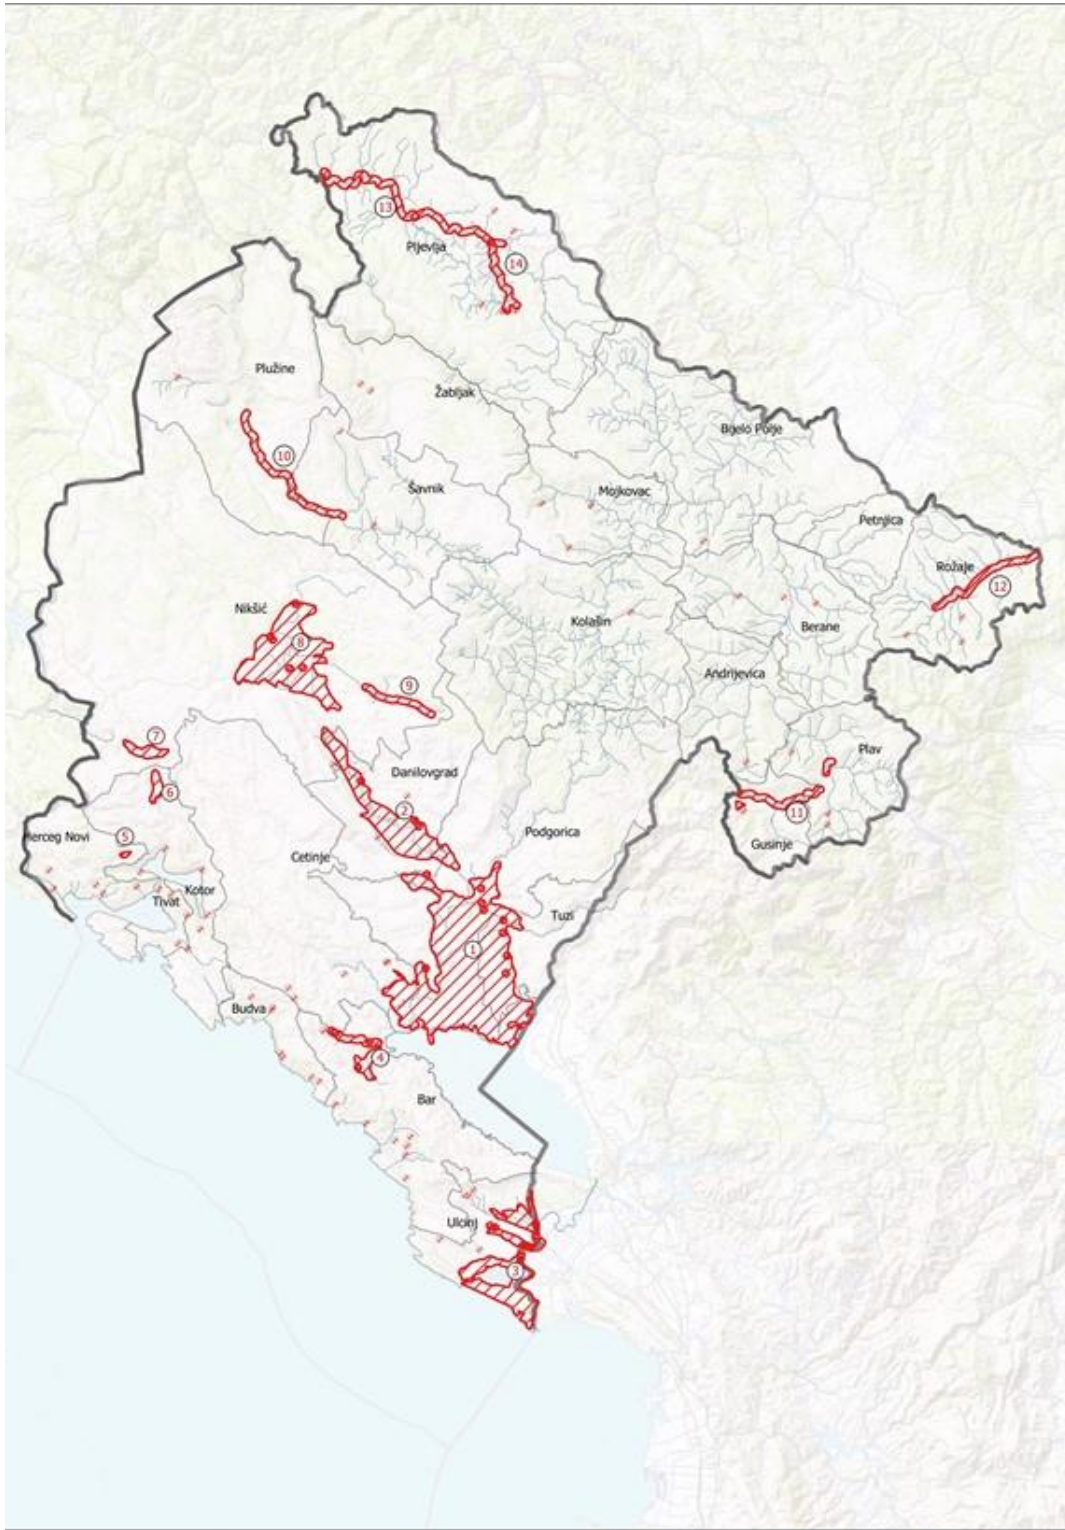 13
Pljevlja
14
Plužine
Žabljak
Bijelo Polje
10
Šavnik
Mojkovac
Petnjica
Rožaje
12
Nikšić
8
Kolašin
Berane
9
Andrijevica
7
Plav
6
Danilovgrad
2
11
5
Herceg Novi
Podgorica
Gusinje
Cetinje
Kotor
Tivat
Tuzi
1
Budva
4
Bar
Ulcinj
3